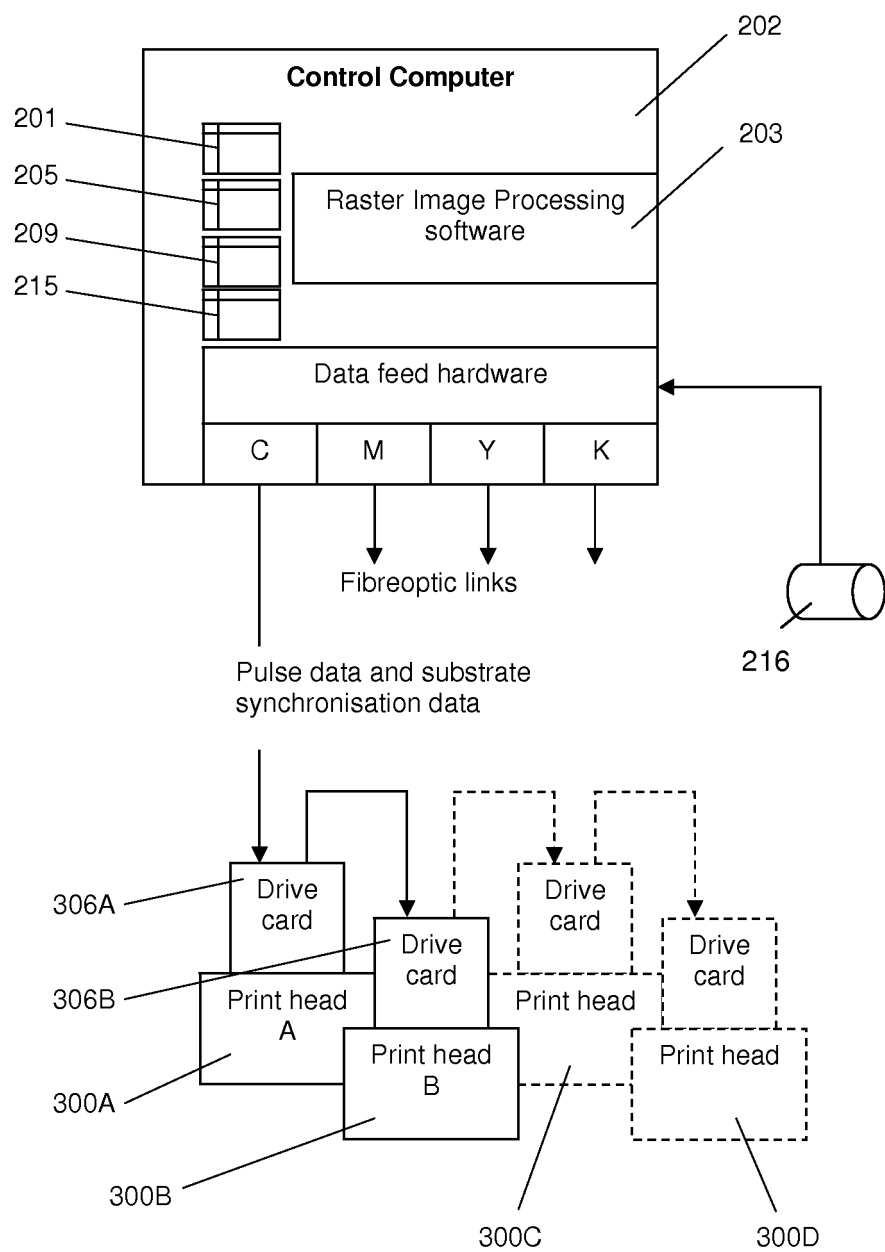 202
Control Computer
201
203
205
Raster Image Processing
software
209
215
Data feed hardware
C M Y K
Fibreoptic links
216
Pulse data and substrate
synchronisation data
306A
Drive
card
Drive
card
306B
Drive
card
Drive
card
Print head
A
Print head
Print head
B
Print head
300A
300B
300C
300D